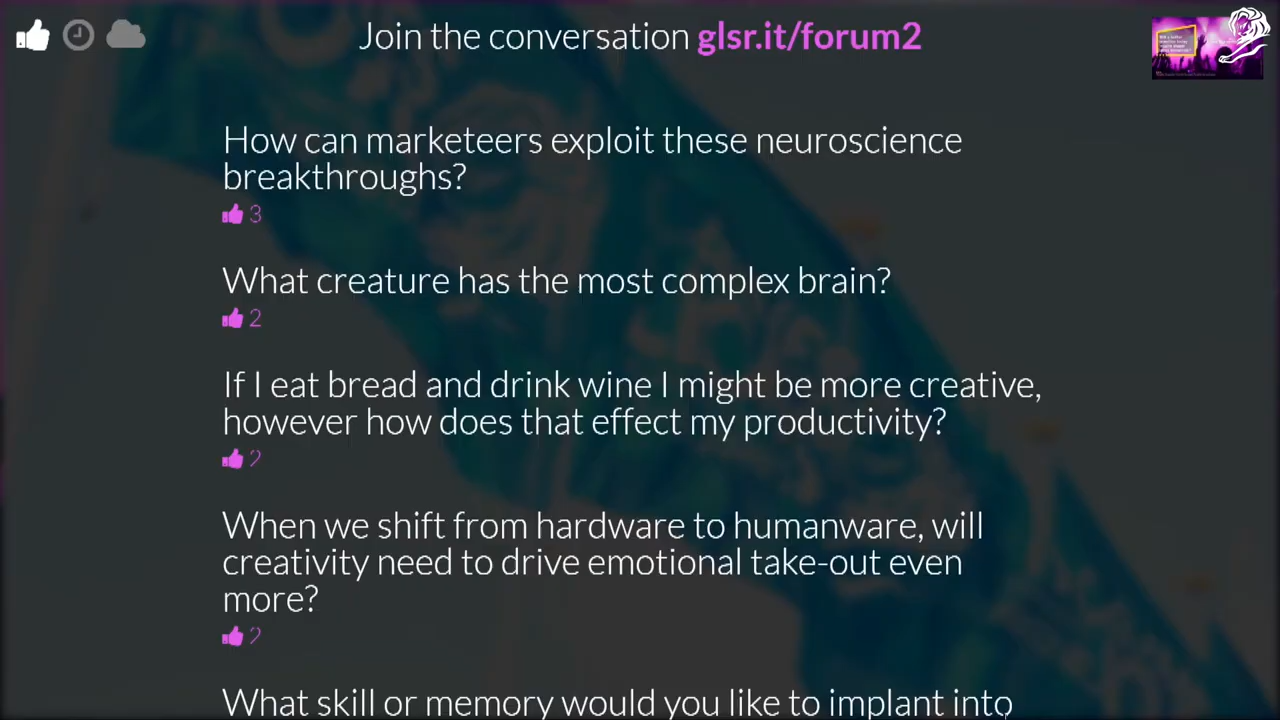 Join the conversation glsr.it/forum2
How can marketeers exploit these neuroscience
breakthroughs?
3
What creature has the most complex brain?
2
If I eat bread and drink wine I might be more creative,
however how does that effect my productivity?
2
When we shift from hardware to humanware, will
creativity need to drive emotional take-out even
more?
2
What skill or memory would you like to implant into